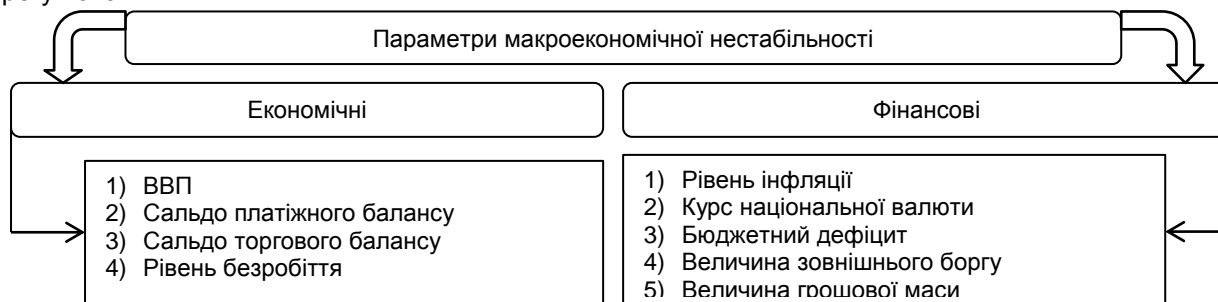 Параметри макроекономічної нестабільності
Економічні
Фінансові
1) ВВП
2) Сальдо платіжного балансу
3) Сальдо торгового балансу
4) Рівень безробіття
1) Рівень інфляції
2) Курс національної валюти
3) Бюджетний дефіцит
4) Величина зовнішнього боргу
5) Величина грошової маси